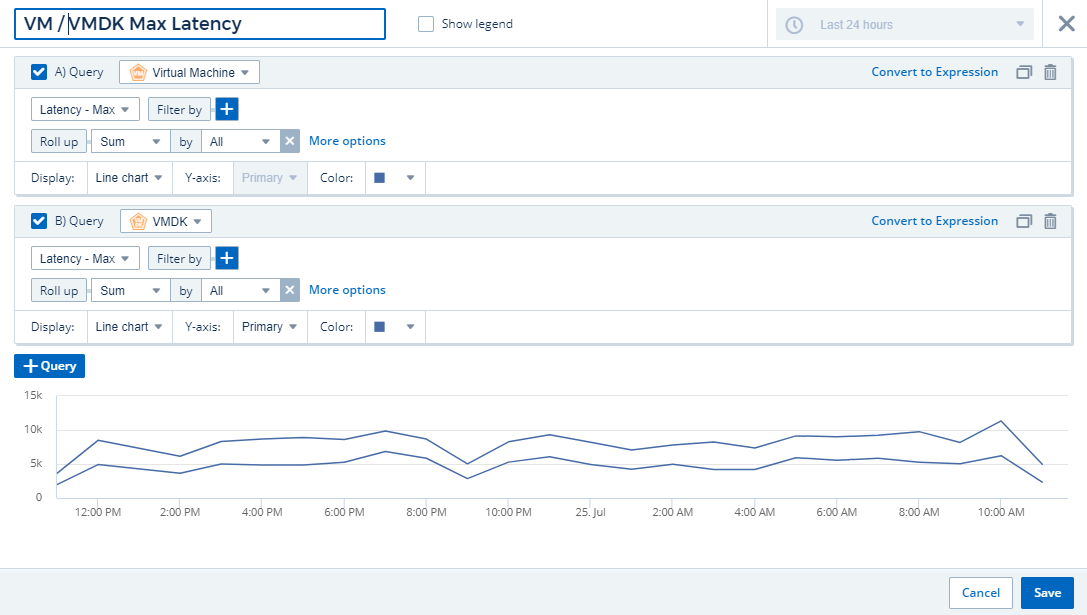 VM / VMDK Max Latency
Show legend
Last 24 hours
A) Query Virtual Machine
Convert to Expression
Latency - Max Filter by +
Roll up Sum by All × More options
Display: Line chart Y-axis: Primary Color:
B) Query VMDK
Convert to Expression
Latency - Max Filter by +
Roll up Sum by All × More options
Display: Line chart Y-axis: Primary Color:
+ Query
15k
10k
5k
0
12:00 PM 2:00 PM 4:00 PM 6:00 PM 8:00 PM 10:00 PM 25. Jul 2:00 AM 4:00 AM 6:00 AM 8:00 AM 10:00 AM
Cancel Save